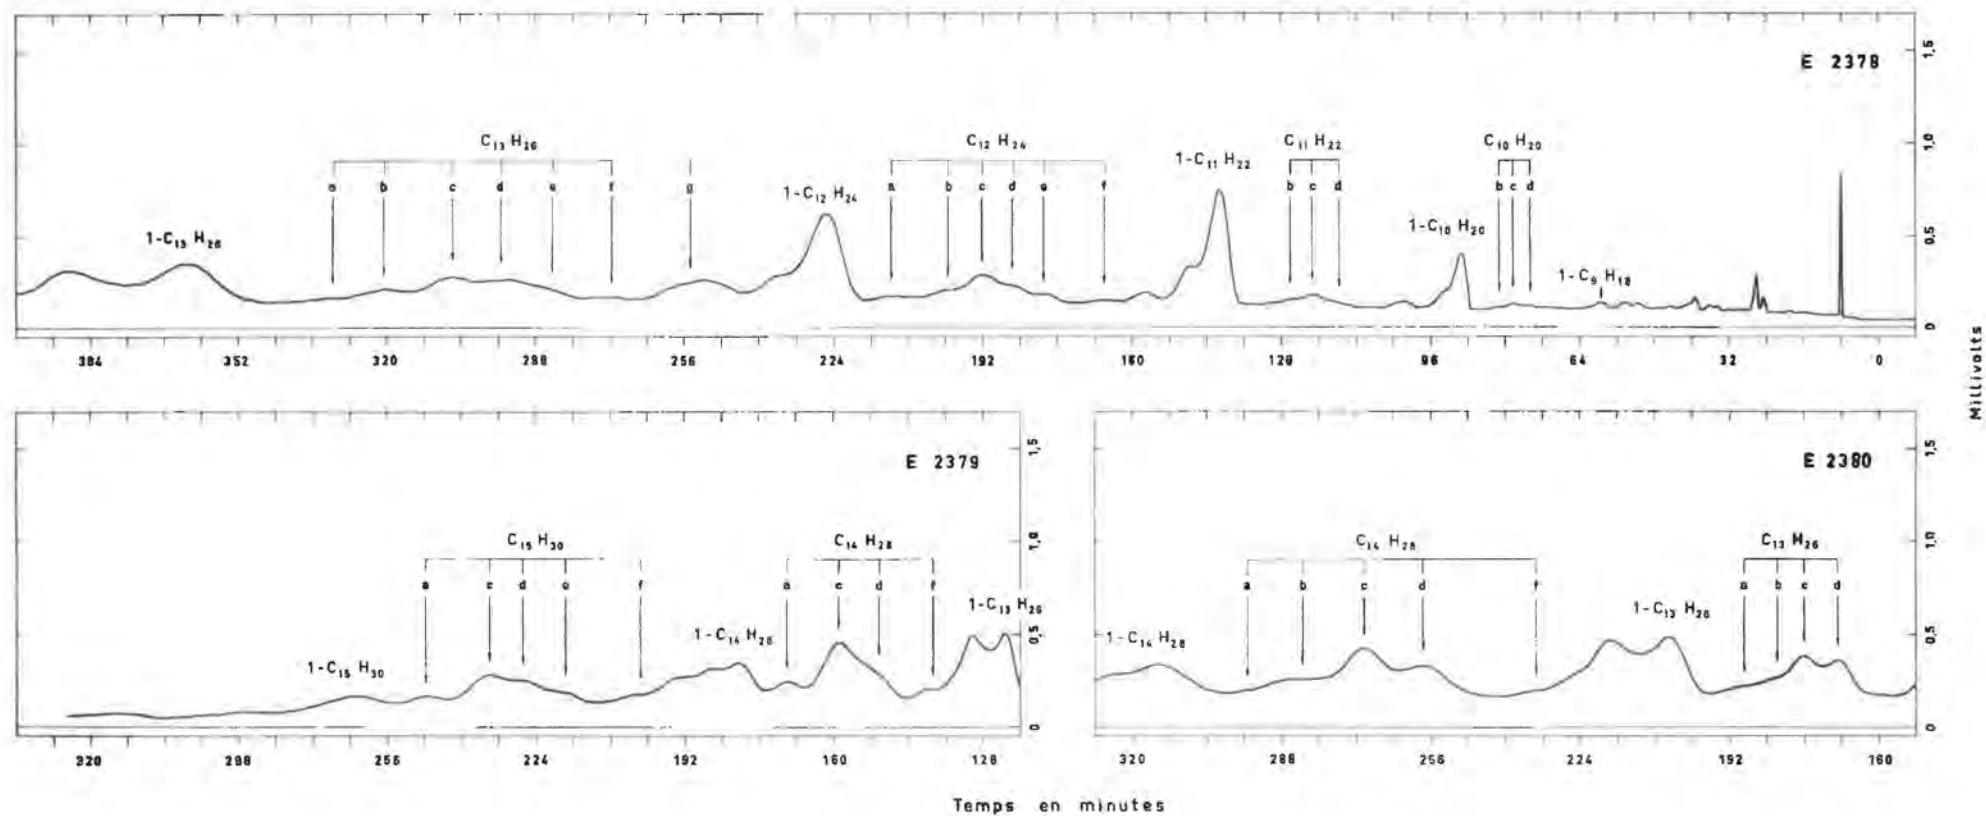 E 2378
1,5
1,0
0,5
0
C13 H26 C12 H24 C11 H22 C10 H20
1-C13 H26 1-C12 H24 1-C11 H22 1-C10 H20 1-C9 H18
a b c d e f g a b c d e f b c d b c d
384 352 320 288 256 224 192 160 128 96 64 32 0
Millivolts
E 2379
1,5
1,0
0,5
0
C15 H30 C14 H28
1-C15 H30 1-C14 H28 1-C13 H26
a c d e f a c d f
320 288 256 224 192 160 128
E 2380
1,5
1,0
0,5
0
C14 H28 C13 H26
1-C14 H28 1-C13 H26
a b c d f a b c d
320 288 256 224 192 160
Temps en minutes